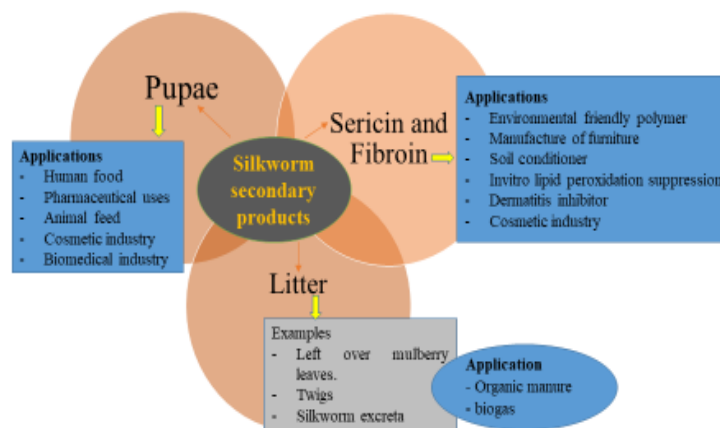 Pupae
Applications
- Human food
- Pharmaceutical uses
- Animal feed
- Cosmetic industry
- Biomedical industry
Silkworm
secondary
products
Sericin and
Fibroin
Applications
- Environmental friendly polymer
- Manufacture of furniture
- Soil conditioner
- Invitro lipid peroxidation suppression
- Dermatitis inhibitor
- Cosmetic industry
Litter
Examples
- Left over mulberry
leaves.
- Twigs
- Silkworm excreta
Application
- Organic manure
- biogas